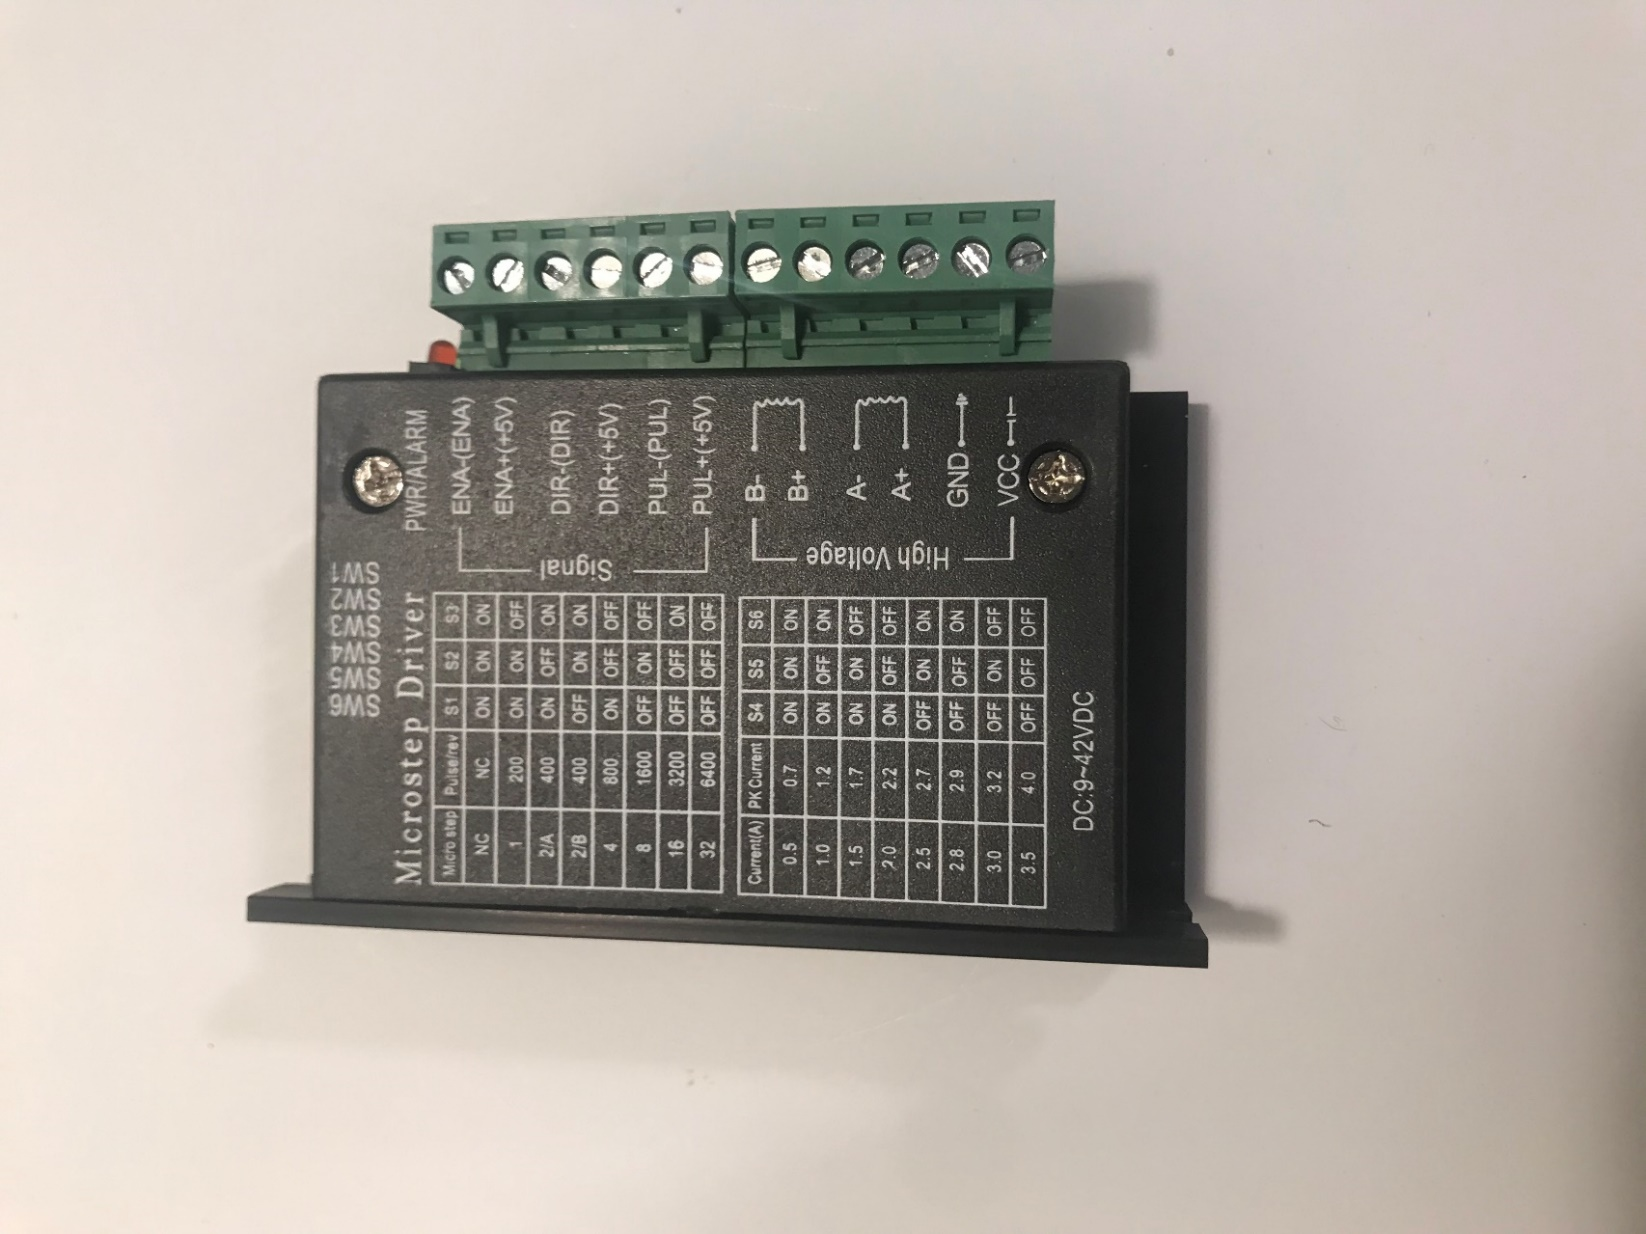 Microstep Driver
Micro step Pulse/rev S1 S2 S3
NC NC ON ON ON
1 200 ON ON OFF
2/A 400 ON OFF ON
2/B 400 OFF ON ON
4 800 ON OFF OFF
8 1600 OFF ON OFF
16 3200 OFF OFF ON
32 6400 OFF OFF OFF
Current(A) PK Current S4 S5 S6
0.5 0.7 ON ON ON
1.0 1.2 ON OFF ON
1.5 1.7 ON ON OFF
2.0 2.2 ON OFF OFF
2.5 2.7 OFF ON ON
2.8 2.9 OFF OFF ON
3.0 3.2 OFF ON OFF
3.5 4.0 OFF OFF OFF
DC:9~42VDC
PWR/ALARM
ENA-(ENA)
ENA+(+5V)
DIR-(DIR)
DIR+(+5V)
PUL-(PUL)
PUL+(+5V)
B-
B+
A-
A+
GND
VCC
Signal
High Voltage
SW1
SW2
SW3
SW4
SW5
SW6